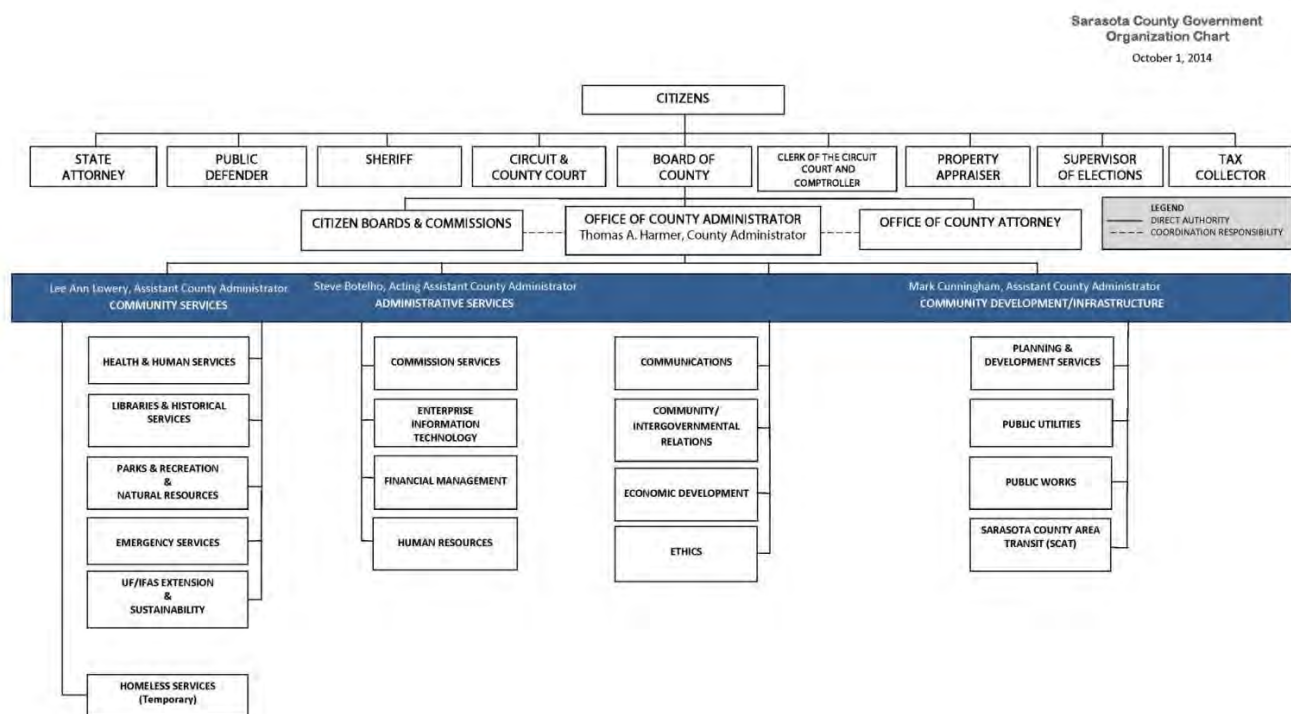 Sarasota County Government
Organization Chart
October 1, 2014
CITIZENS
STATE
ATTORNEY
PUBLIC
DEFENDER
SHERIFF
CIRCUIT &
COUNTY COURT
BOARD OF
COUNTY
CLERK OF THE CIRCUIT
COURT AND
COMPTROLLER
PROPERTY
APPRAISER
SUPERVISOR
OF ELECTIONS
TAX
COLLECTOR
CITIZEN BOARDS & COMMISSIONS
OFFICE OF COUNTY ADMINISTRATOR
Thomas A. Harmer, County Administrator
OFFICE OF COUNTY ATTORNEY
LEGEND
DIRECT AUTHORITY
COORDINATION RESPONSIBILITY
Lee Ann Lowery, Assistant County Administrator
COMMUNITY SERVICES
Steve Botelho, Acting Assistant County Administrator
ADMINISTRATIVE SERVICES
Mark Cunningham, Assistant County Administrator
COMMUNITY DEVELOPMENT/INFRASTRUCTURE
HEALTH & HUMAN SERVICES
LIBRARIES & HISTORICAL
SERVICES
PARKS & RECREATION
&
NATURAL RESOURCES
EMERGENCY SERVICES
UF/IFAS EXTENSION
&
SUSTAINABILITY
HOMELESS SERVICES
(Temporary)
COMMISSION SERVICES
ENTERPRISE
INFORMATION
TECHNOLOGY
FINANCIAL MANAGEMENT
HUMAN RESOURCES
COMMUNICATIONS
COMMUNITY/
INTERGOVERNMENTAL
RELATIONS
ECONOMIC DEVELOPMENT
ETHICS
PLANNING &
DEVELOPMENT SERVICES
PUBLIC UTILITIES
PUBLIC WORKS
SARASOTA COUNTY AREA
TRANSIT (SCAT)